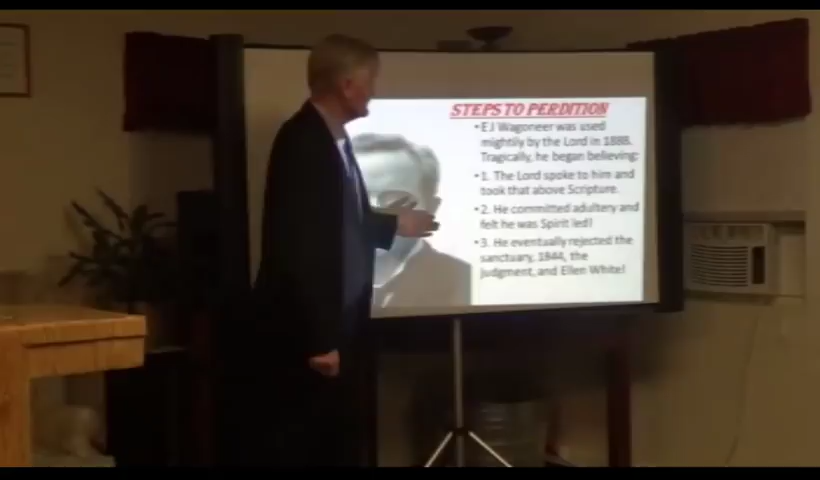 STEPS TO PERDITION
•EJ Wagoneer was used
mightily by the Lord in 1888.
Tragically, he began believing:
•1. The Lord spoke to him and
took that above Scripture.
•2. He committed adultery and
felt he was Spirit led!
•3. He eventually rejected the
sanctuary, 1844, the
judgment, and Ellen White!